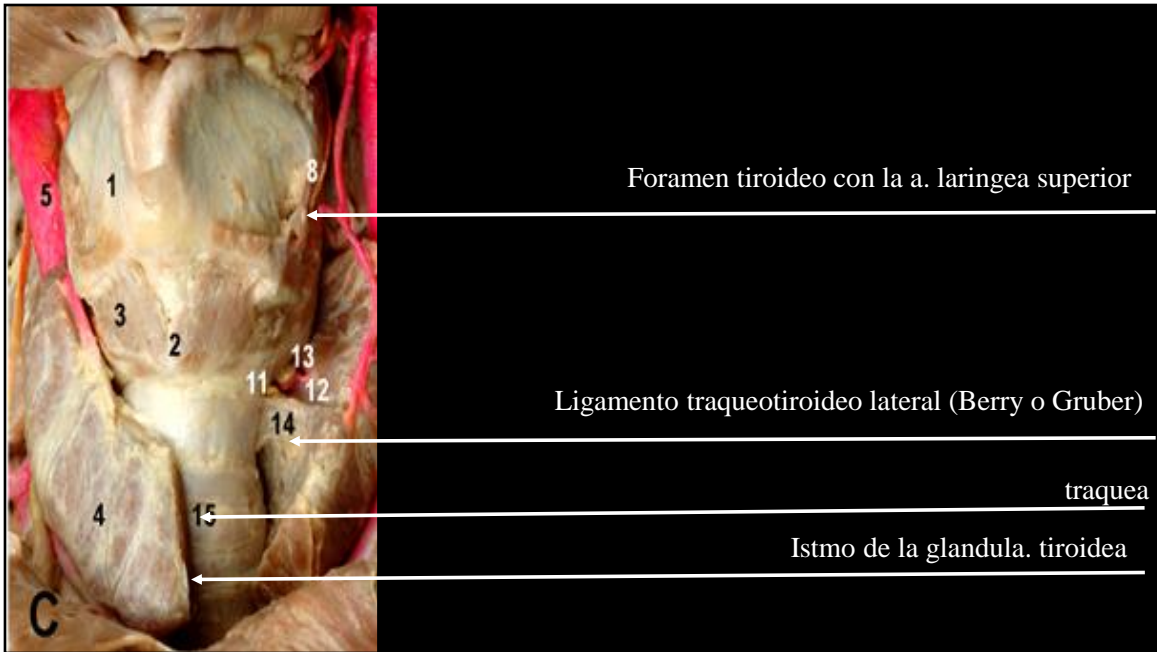 1
8
5
Foramen tiroideo con la a. laringea superior
3
2
13
11
12
Ligamento traqueotiroideo lateral (Berry o Gruber)
14
traquea
4
15
Istmo de la glandula. tiroidea
C